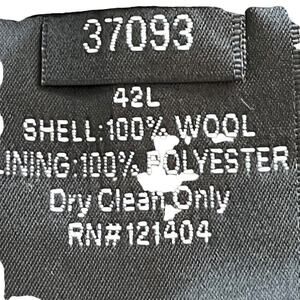 37093
42L
SHELL:100% WOOL
LINING:100% POLYESTER
Dry Clean Only
RN#121404